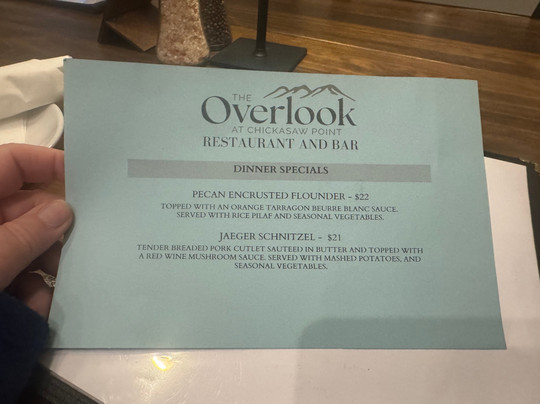 THE
Overlook
AT CHICKASAW POINT
RESTAURANT AND BAR
DINNER SPECIALS
PECAN ENCRUSTED FLOUNDER - $22
TOPPED WITH AN ORANGE TARRAGON BEURRE BLANC SAUCE.
SERVED WITH RICE PILAF AND SEASONAL VEGETABLES.
JAEGER SCHNITZEL - $21
TENDER BREADED PORK CUTLET SAUTEED IN BUTTER AND TOPPED WITH
A RED WINE MUSHROOM SAUCE. SERVED WITH MASHED POTATOES, AND
SEASONAL VEGETABLES.